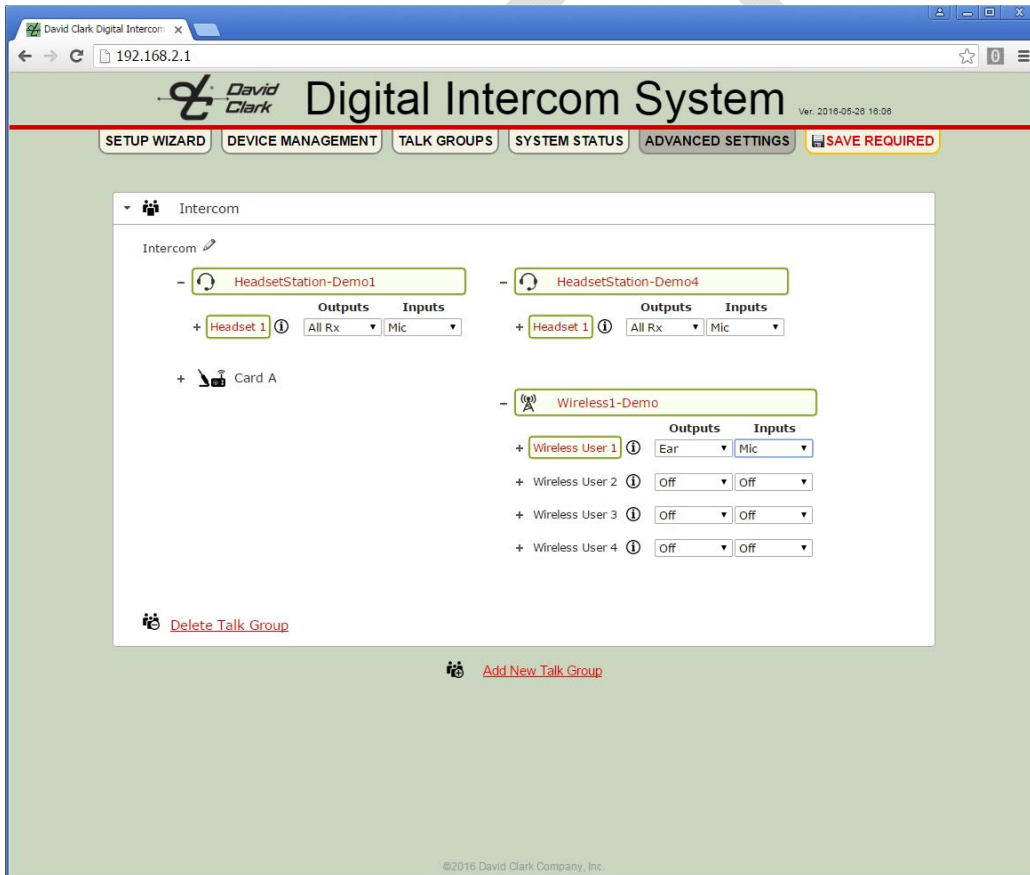 David Clark Digital Intercom
192.168.2.1
David Clark Digital Intercom System Ver. 2016-05-26 16:06
SETUP WIZARD DEVICE MANAGEMENT TALK GROUPS SYSTEM STATUS ADVANCED SETTINGS SAVE REQUIRED
Intercom
Intercom
HeadsetStation-Demo1
Outputs Inputs
Headset 1 All Rx Mic
Card A
HeadsetStation-Demo4
Outputs Inputs
Headset 1 All Rx Mic
Wireless1-Demo
Outputs Inputs
Wireless User 1 Ear Mic
Wireless User 2 Off Off
Wireless User 3 Off Off
Wireless User 4 Off Off
Delete Talk Group
Add New Talk Group
©2016 David Clark Company, Inc.